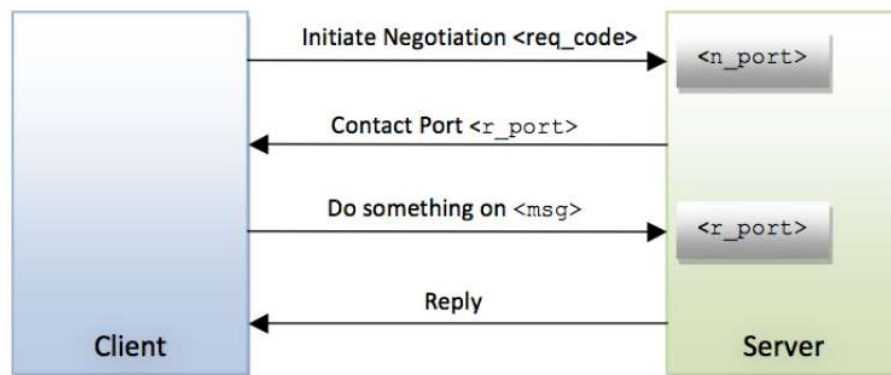 Initiate Negotiation <req_code>
<n_port>
Contact Port <r_port>
Do something on <msg>
<r_port>
Reply
Client
Server